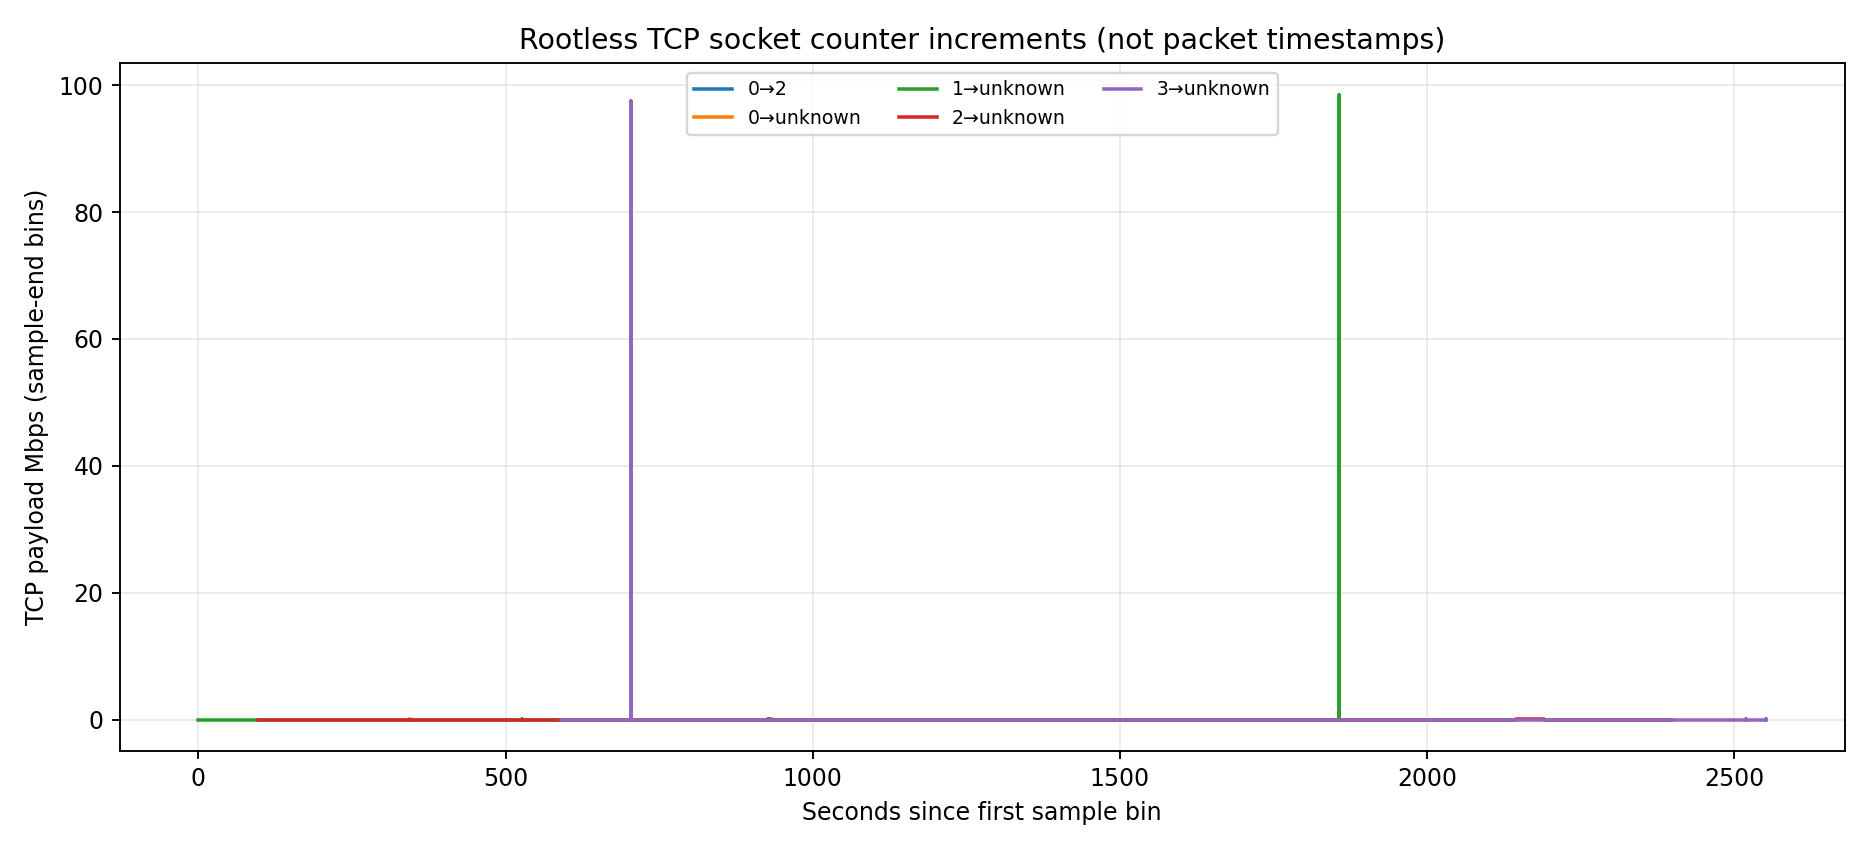 Rootless TCP socket counter increments (not packet timestamps)
0→2
0→unknown
1→unknown
2→unknown
3→unknown
TCP payload Mbps (sample-end bins)
100
80
60
40
20
0
0 500 1000 1500 2000 2500
Seconds since first sample bin